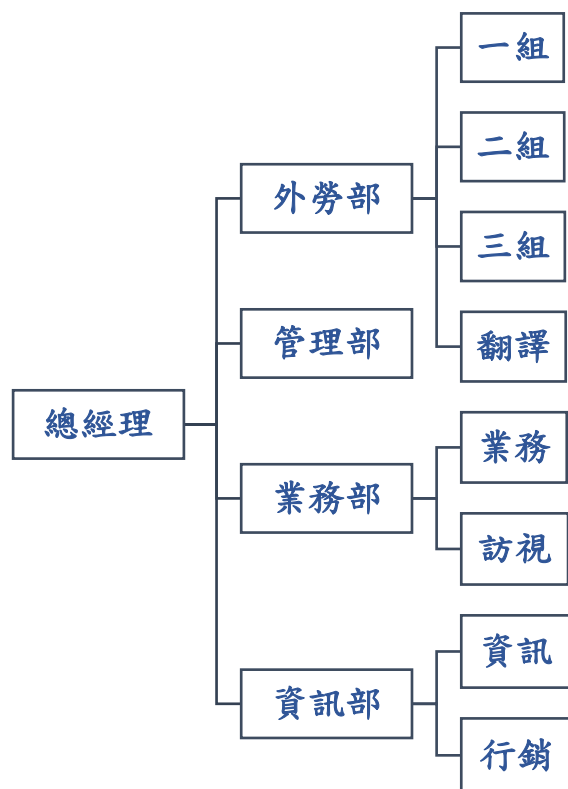 總經理
外勞部
一組
二組
三組
翻譯
管理部
業務部
業務
訪視
資訊部
資訊
行銷